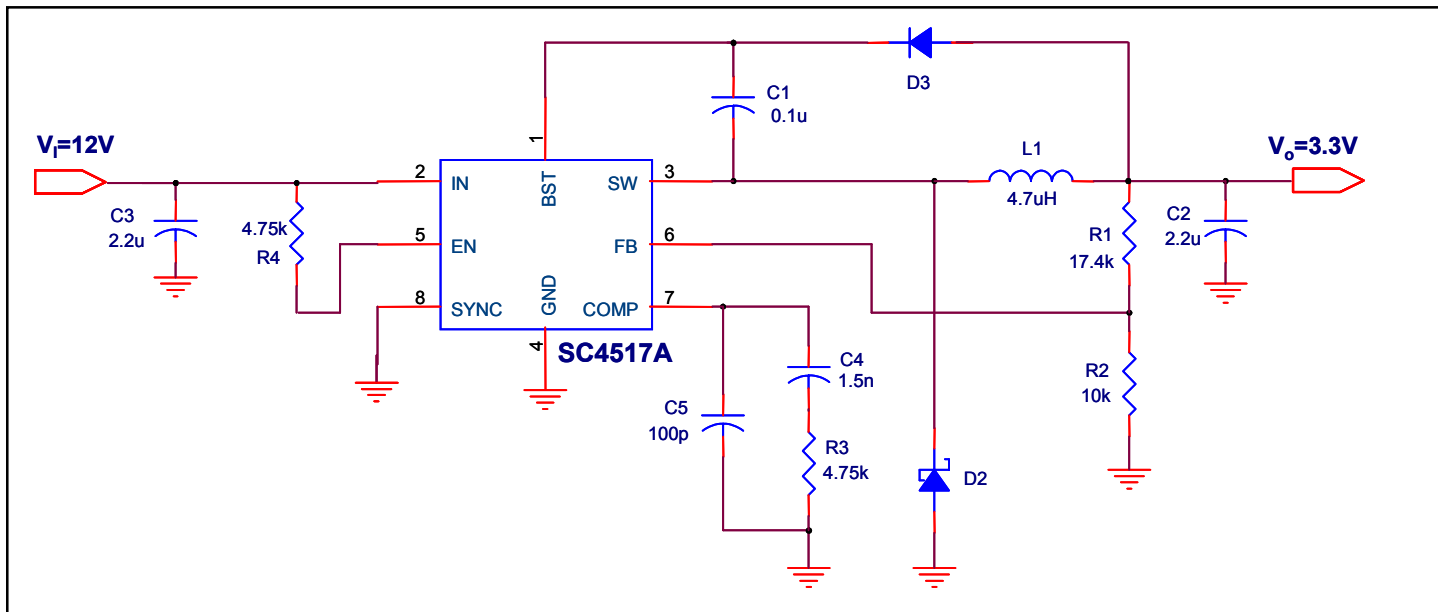 D3
C1
0.1u
V_I=12V
V_o=3.3V
L1
4.7uH
1
2
IN
BST
SW
3
C3
2.2u
4.75k
R4
5
EN
FB
6
R1
17.4k
C2
2.2u
8
SYNC
GND
COMP
7
4
SC4517A
C4
1.5n
R2
10k
C5
100p
R3
4.75k
D2